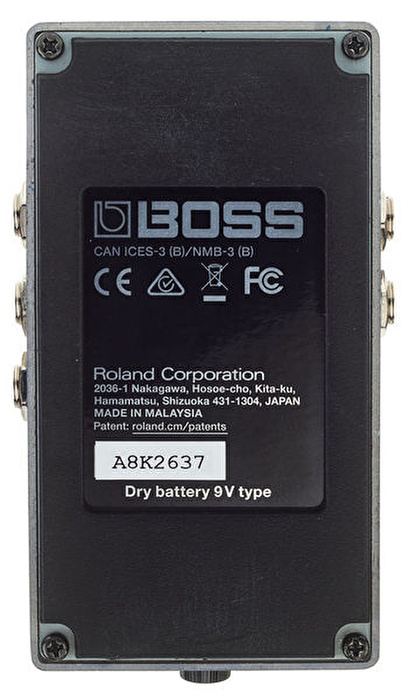 BOSS
CAN ICES-3 (B)/NMB-3 (B)
CE FC
Roland Corporation
2036-1 Nakagawa, Hosoe-cho, Kita-ku,
Hamamatsu, Shizuoka 431-1304, JAPAN
MADE IN MALAYSIA
Patent: roland.cm/patents
A8K2637
Dry battery 9V type